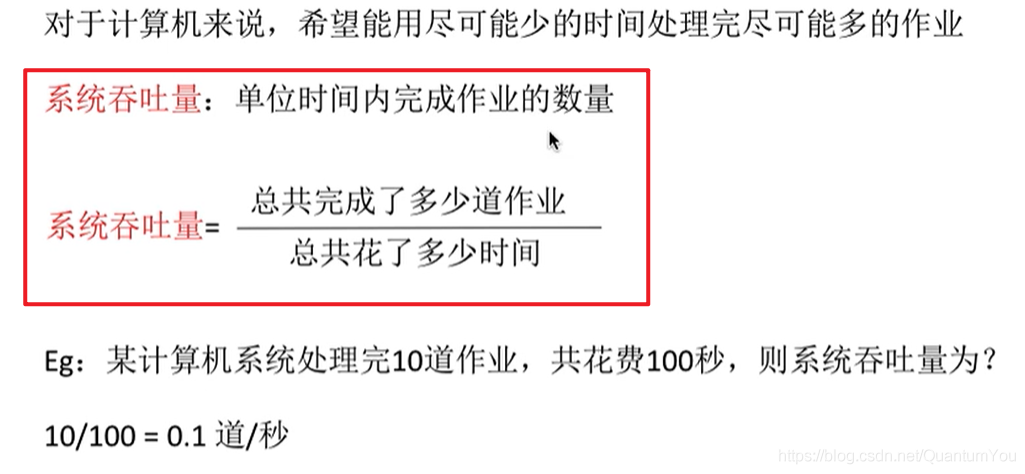 对于计算机来说，希望能用尽可能少的时间处理完尽可能多的作业
系统吞吐量：单位时间内完成作业的数量
总共完成了多少道作业
系统吞吐量=
总共花了多少时间
Eg：某计算机系统处理完10道作业，共花费100秒，则系统吞吐量为？
10/100 = 0.1 道/秒
https://blog.csdn.net/QuantumYou